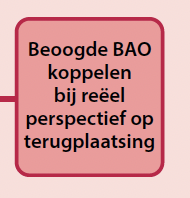 Beoogde BAO
koppelen
bij reëel
perspectief op
terugplaatsing